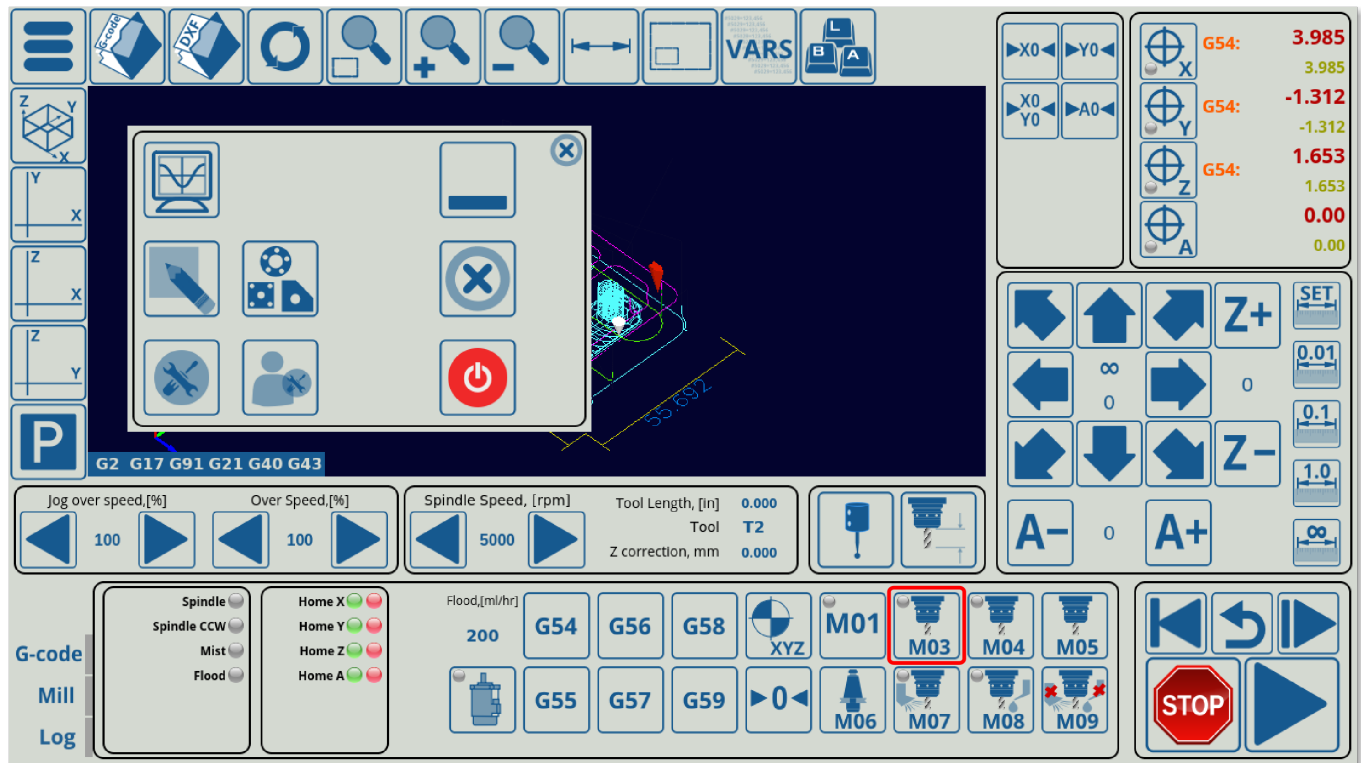 G-code
DXF
VARS
L
B A
X0 Y0
X0
Y0
A0
X
G54: 3.985
3.985
Y
G54: -1.312
-1.312
Z
G54: 1.653
1.653
A
0.00
0.00
Z Y
X
Y
X
Z
X
Z
Y
P
55.692
G2 G17 G91 G21 G40 G43
Z+
SET
0.01
∞
0
0
0.1
Z-
1.0
A-
0
A+
∞
Jog over speed,[%]
100
Over Speed,[%]
100
Spindle Speed, [rpm]
5000
Tool Length, [in] 0.000
Tool T2
Z correction, mm 0.000
G-code
Mill
Log
Spindle
Spindle CCW
Mist
Flood
Home X
Home Y
Home Z
Home A
Flood,[ml/hr]
200
G54 G56 G58 XYZ M01 M03 M04 M05
G55 G57 G59 0 M06 M07 M08 M09
STOP